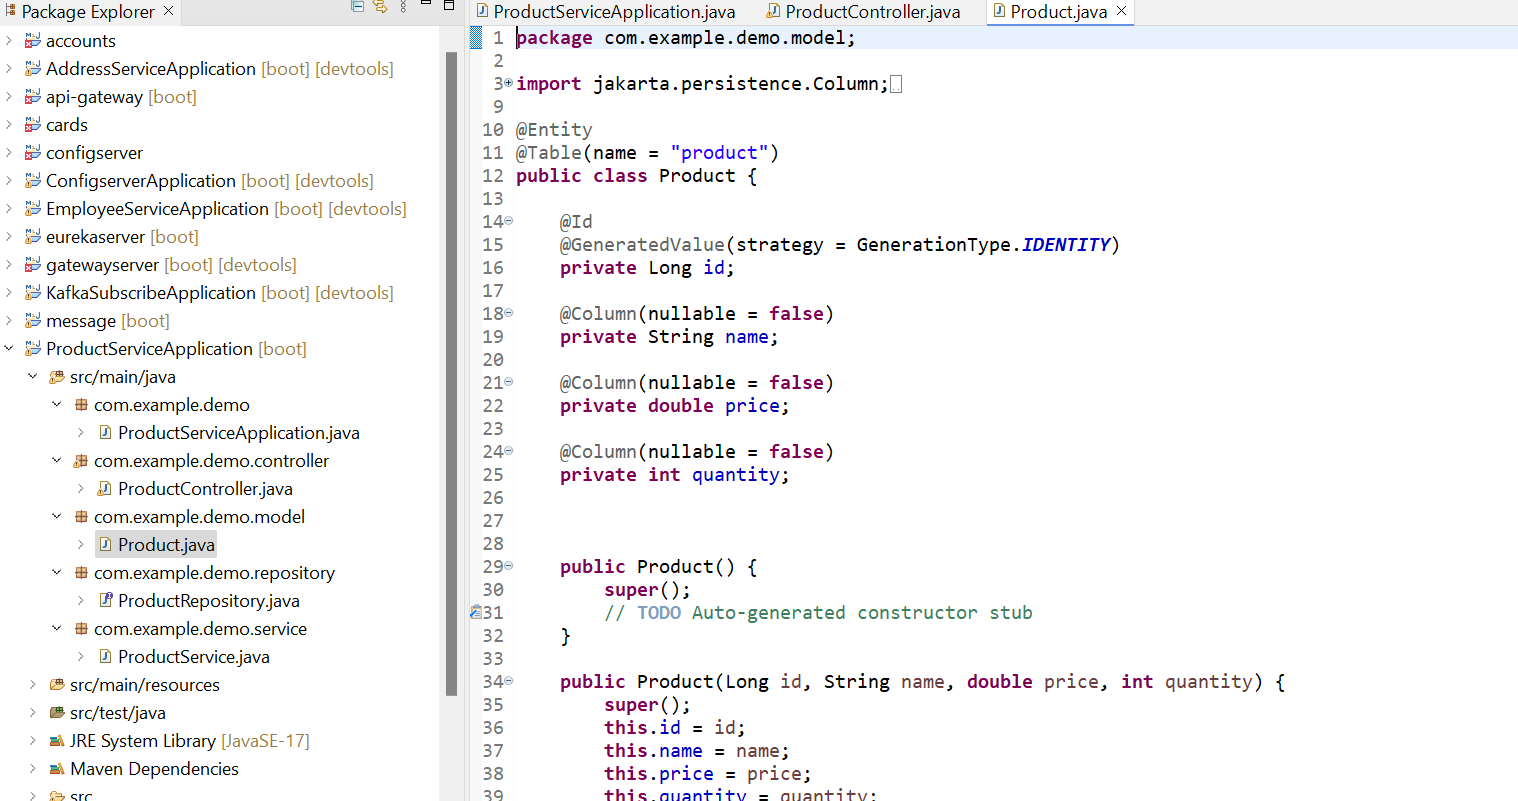 Package Explorer
accounts
AddressServiceApplication [boot] [devtools]
api-gateway [boot]
cards
configserver
ConfigserverApplication [boot] [devtools]
EmployeeServiceApplication [boot] [devtools]
eurekaserver [boot]
gatewayserver [boot] [devtools]
KafkaSubscribeApplication [boot] [devtools]
message [boot]
ProductServiceApplication [boot]
src/main/java
com.example.demo
ProductServiceApplication.java
com.example.demo.controller
ProductController.java
com.example.demo.model
Product.java
com.example.demo.repository
ProductRepository.java
com.example.demo.service
ProductService.java
src/main/resources
src/test/java
JRE System Library [JavaSE-17]
Maven Dependencies
src
ProductServiceApplication.java ProductController.java Product.java
1 package com.example.demo.model;
2
3 import jakarta.persistence.Column;
9
10 @Entity
11 @Table(name = "product")
12 public class Product {
13
14 @Id
15 @GeneratedValue(strategy = GenerationType.IDENTITY)
16 private Long id;
17
18 @Column(nullable = false)
19 private String name;
20
21 @Column(nullable = false)
22 private double price;
23
24 @Column(nullable = false)
25 private int quantity;
26
27
28
29 public Product() {
30 super();
31 // TODO Auto-generated constructor stub
32 }
33
34 public Product(Long id, String name, double price, int quantity) {
35 super();
36 this.id = id;
37 this.name = name;
38 this.price = price;
39 this.quantity = quantity;